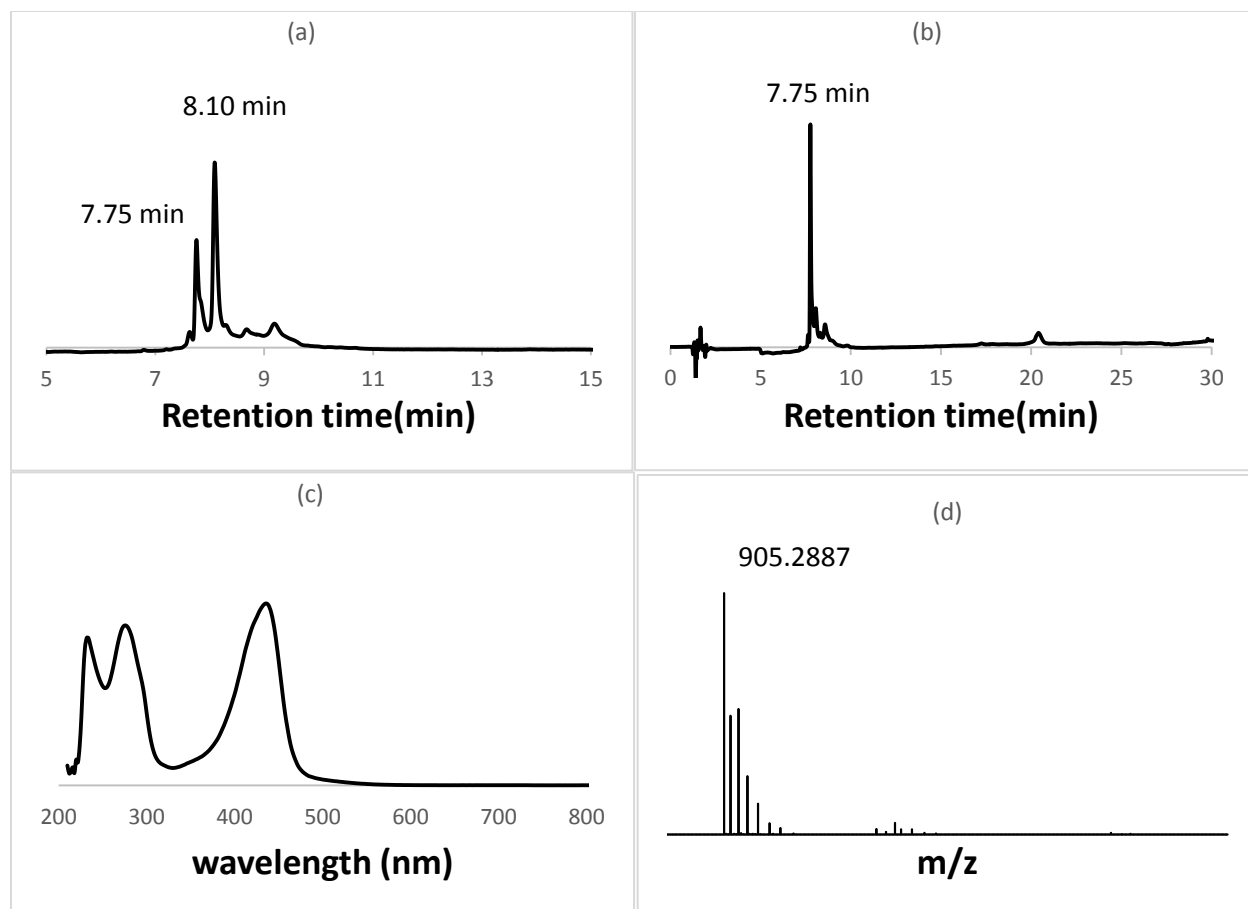 (a)
8.10 min
7.75 min
5 7 9 11 13 15
Retention time(min)
(b)
7.75 min
0 5 10 15 20 25 30
Retention time(min)
(c)
200 300 400 500 600 700 800
wavelength (nm)
(d)
905.2887
m/z